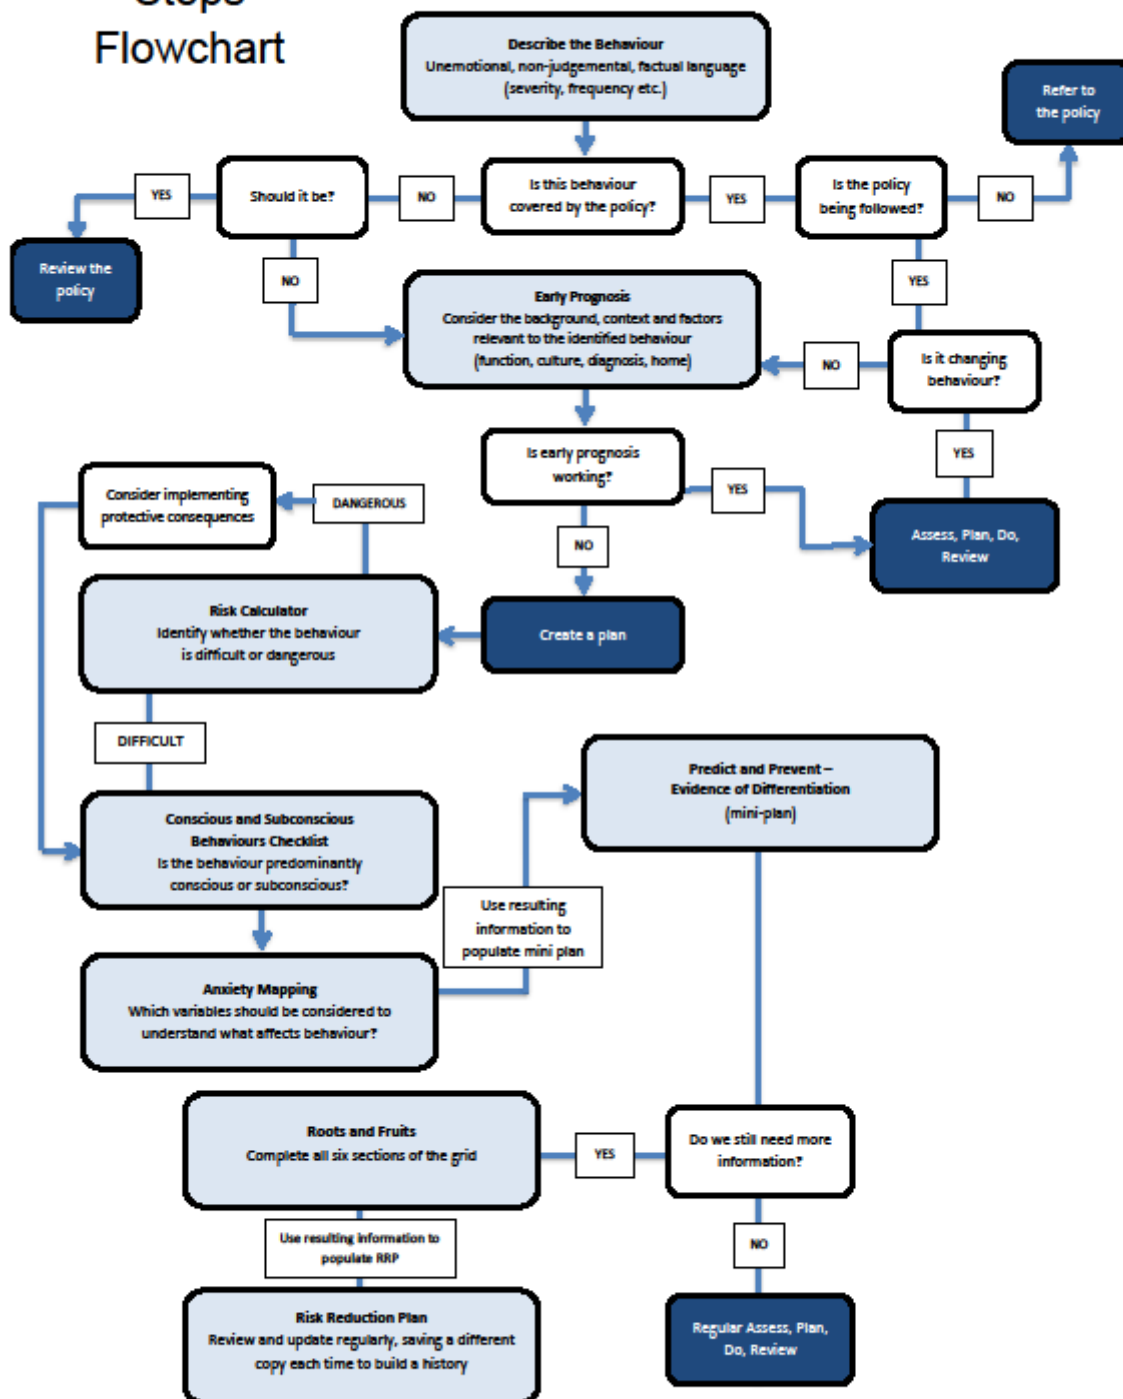 Steps
Flowchart
Describe the Behaviour
Unemotional, non-judgemental, factual language
(severity, frequency etc.)
Refer to
the policy
YES
Should it be?
NO
Is this behaviour
covered by the policy?
YES
Is the policy
being followed?
NO
Review the
policy
NO
YES
Early Prognosis
Consider the background, context and factors
relevant to the identified behaviour
(function, culture, diagnosis, home)
NO
Is it changing
behaviour?
YES
Is early prognosis
working?
YES
Consider implementing
protective consequences
DANGEROUS
NO
Assess, Plan, Do,
Review
Risk Calculator
Identify whether the behaviour
is difficult or dangerous
Create a plan
DIFFICULT
Predict and Prevent –
Evidence of Differentiation
(mini-plan)
Conscious and Subconscious
Behaviours Checklist
Is the behaviour predominantly
conscious or subconscious?
Use resulting
information to
populate mini plan
Anxiety Mapping
Which variables should be considered to
understand what affects behaviour?
Roots and Fruits
Complete all six sections of the grid
YES
Do we still need more
information?
Use resulting information to
populate RRP
NO
Risk Reduction Plan
Review and update regularly, saving a different
copy each time to build a history
Regular Assess, Plan,
Do, Review